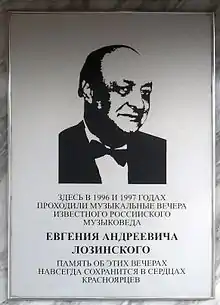 ЗДЕСЬ В 1996 И 1997 ГОДАХ
ПРОХОДИЛИ МУЗЫКАЛЬНЫЕ ВЕЧЕРА
ИЗВЕСТНОГО РОССИЙСКОГО
МУЗЫКОВЕДА
ЕВГЕНИЯ АНДРЕЕВИЧА
ЛОЗИНСКОГО
ПАМЯТЬ ОБ ЭТИХ ВЕЧЕРАХ
НАВСЕГДА СОХРАНИТСЯ В СЕРДЦАХ
КРАСНОЯРЦЕВ